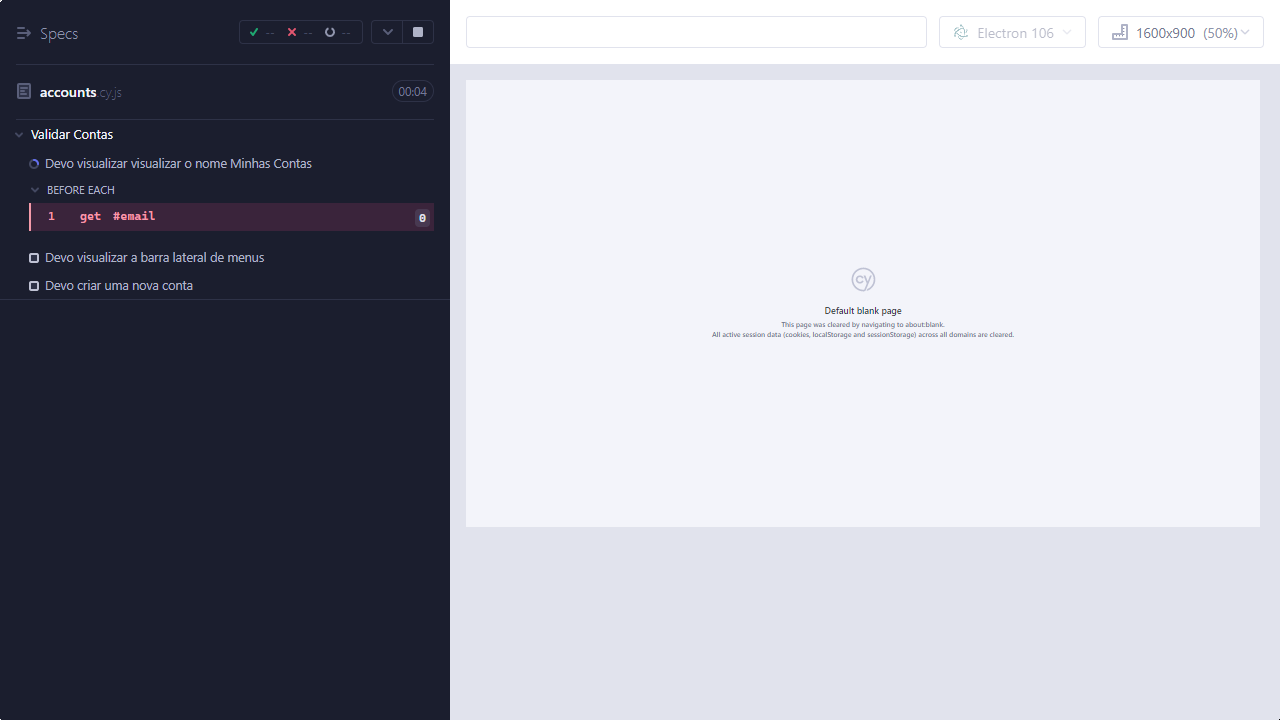 Specs
-- -- --
accounts.cy.js 00:04
Validar Contas
Devo visualizar visualizar o nome Minhas Contas
BEFORE EACH
1 get #email 0
Devo visualizar a barra lateral de menus
Devo criar uma nova conta
Electron 106
1600x900 (50%)
cy
Default blank page
This page was cleared by navigating to about:blank.
All active session data (cookies, localStorage and sessionStorage) across all domains are cleared.